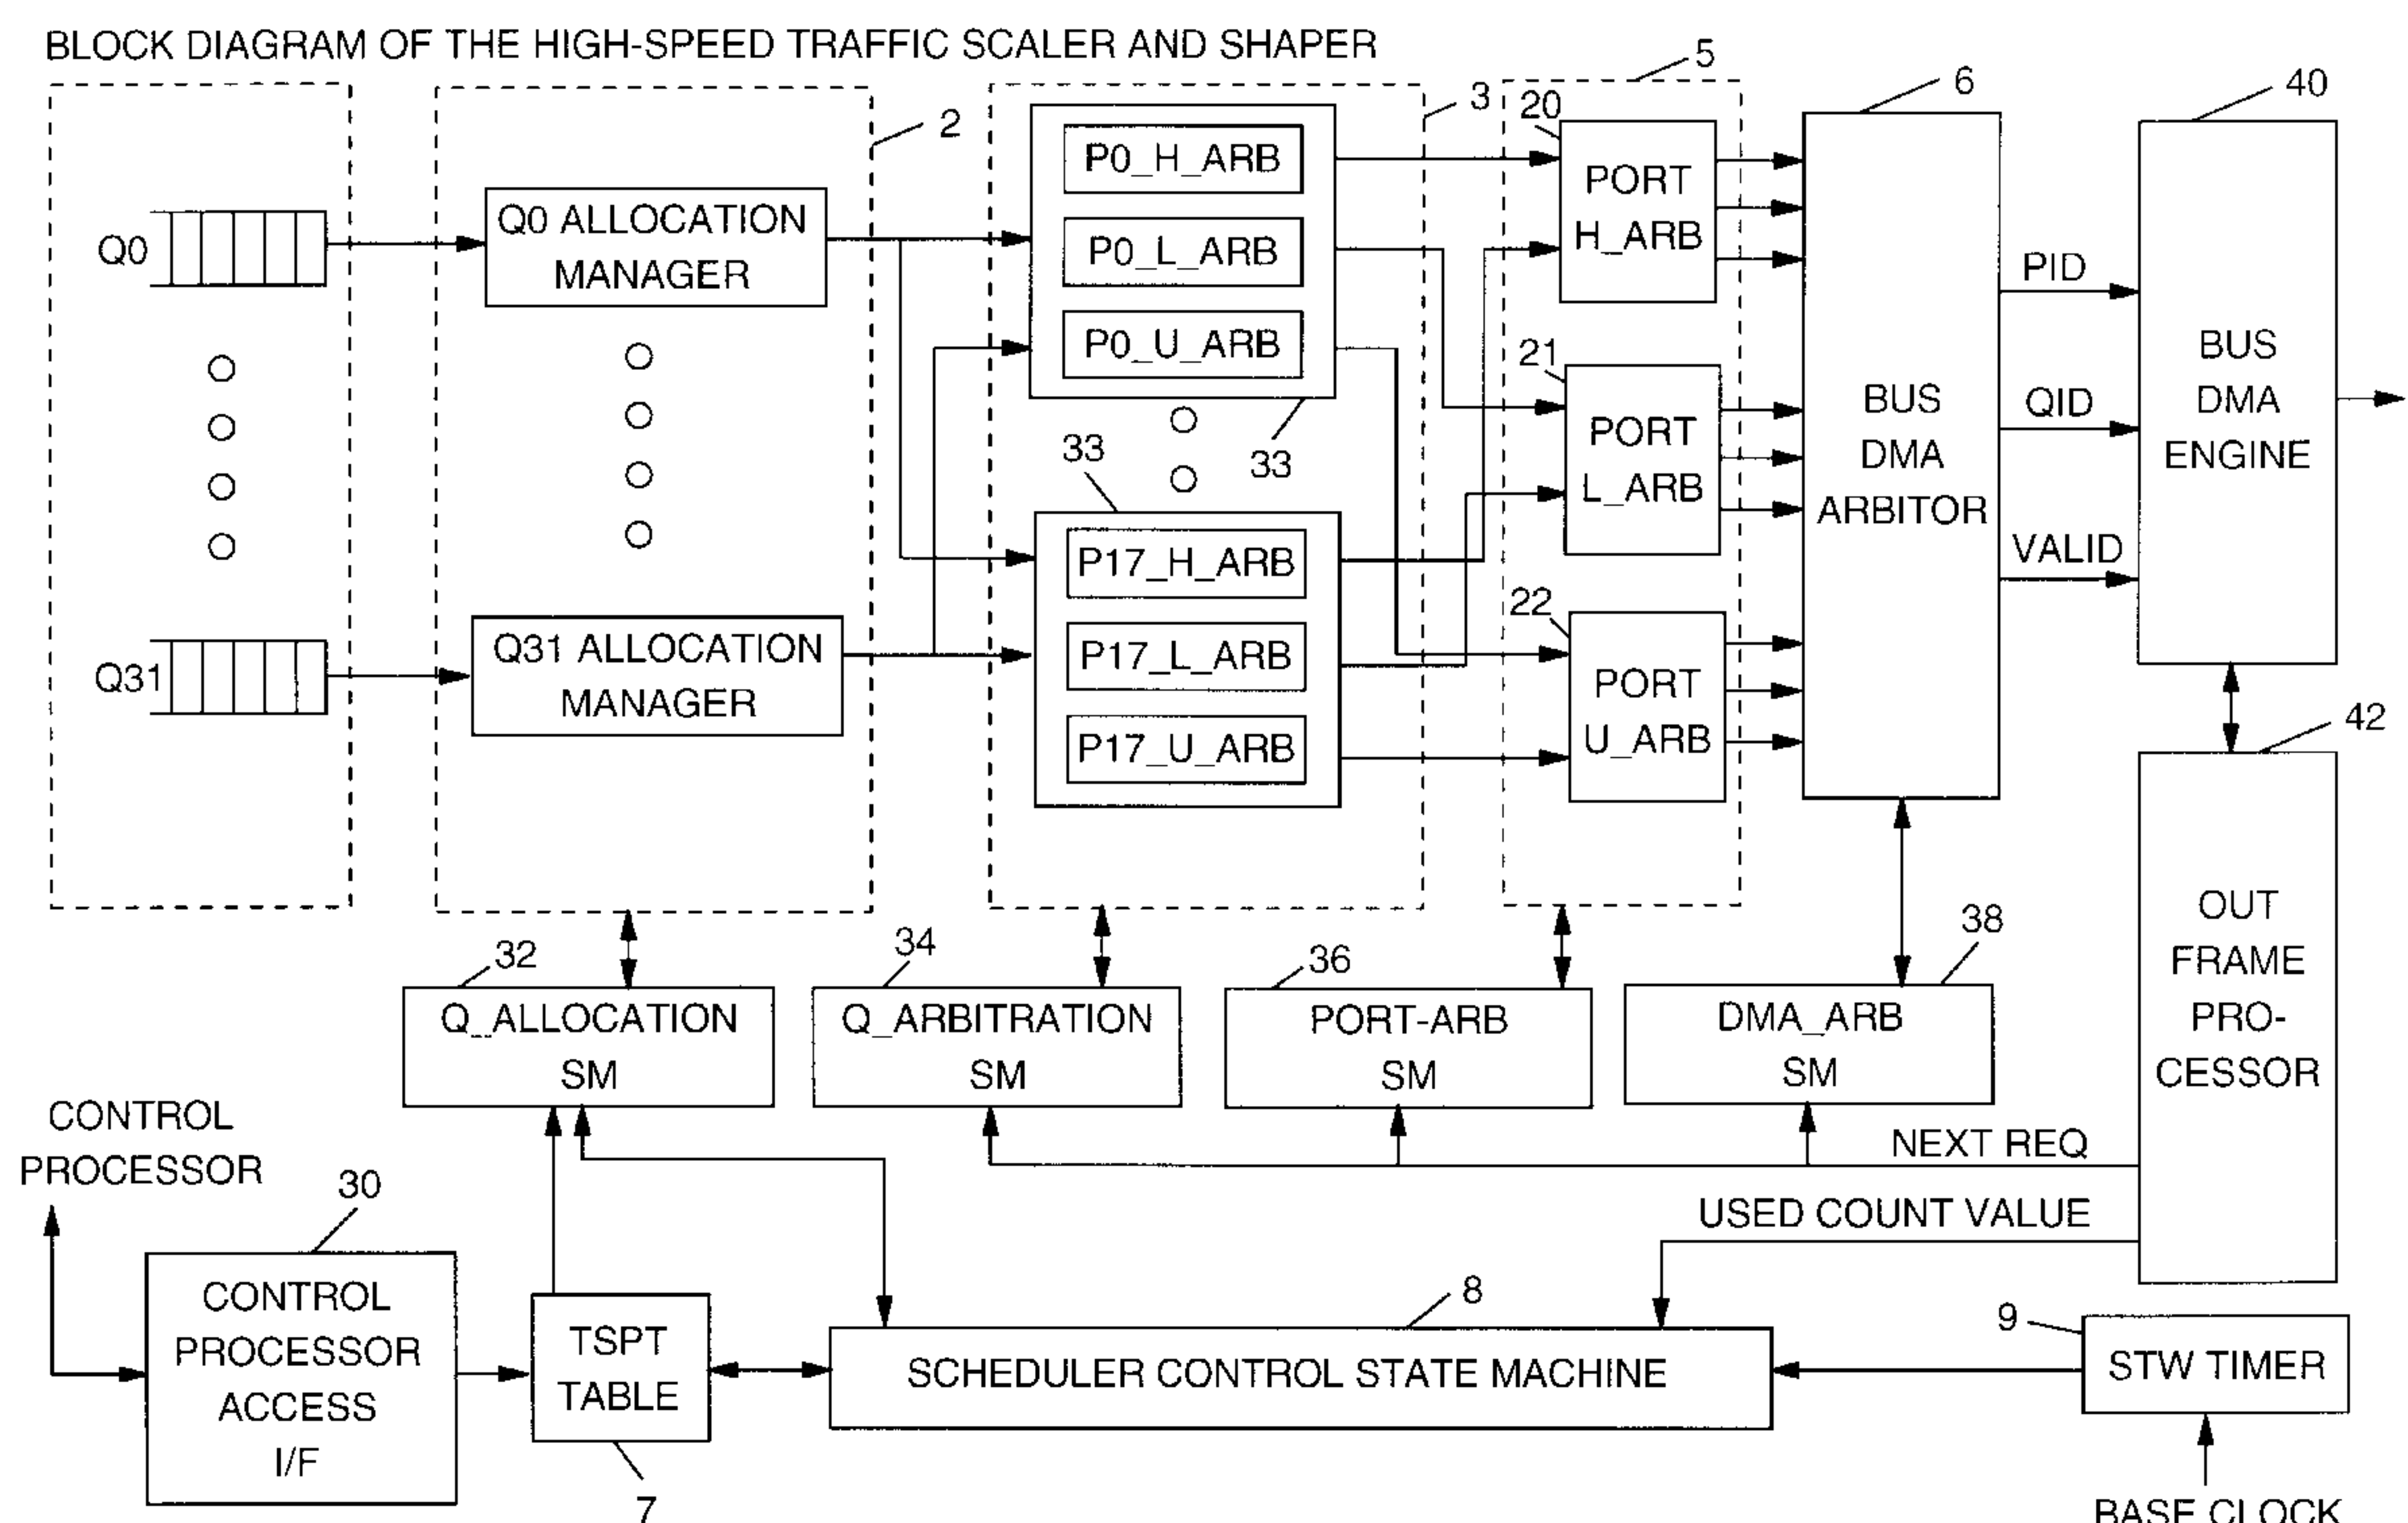 BLOCK DIAGRAM OF THE HIGH-SPEED TRAFFIC SCALER AND SHAPER
2
3
5
6
40
Q0
Q0 ALLOCATION
MANAGER
P0_H_ARB
P0_L_ARB
P0_U_ARB
33
20
PORT
H_ARB
21
PORT
L_ARB
22
PORT
U_ARB
BUS
DMA
ARBITOR
PID
QID
VALID
BUS
DMA
ENGINE
Q31
Q31 ALLOCATION
MANAGER
33
P17_H_ARB
P17_L_ARB
P17_U_ARB
42
OUT
FRAME
PRO-
CESSOR
32
Q_ALLOCATION
SM
34
Q_ARBITRATION
SM
36
PORT-ARB
SM
38
DMA_ARB
SM
NEXT REQ
USED COUNT VALUE
CONTROL
PROCESSOR
30
CONTROL
PROCESSOR
ACCESS
I/F
TSPT
TABLE
7
8
SCHEDULER CONTROL STATE MACHINE
9
STW TIMER
BASE CLOCK